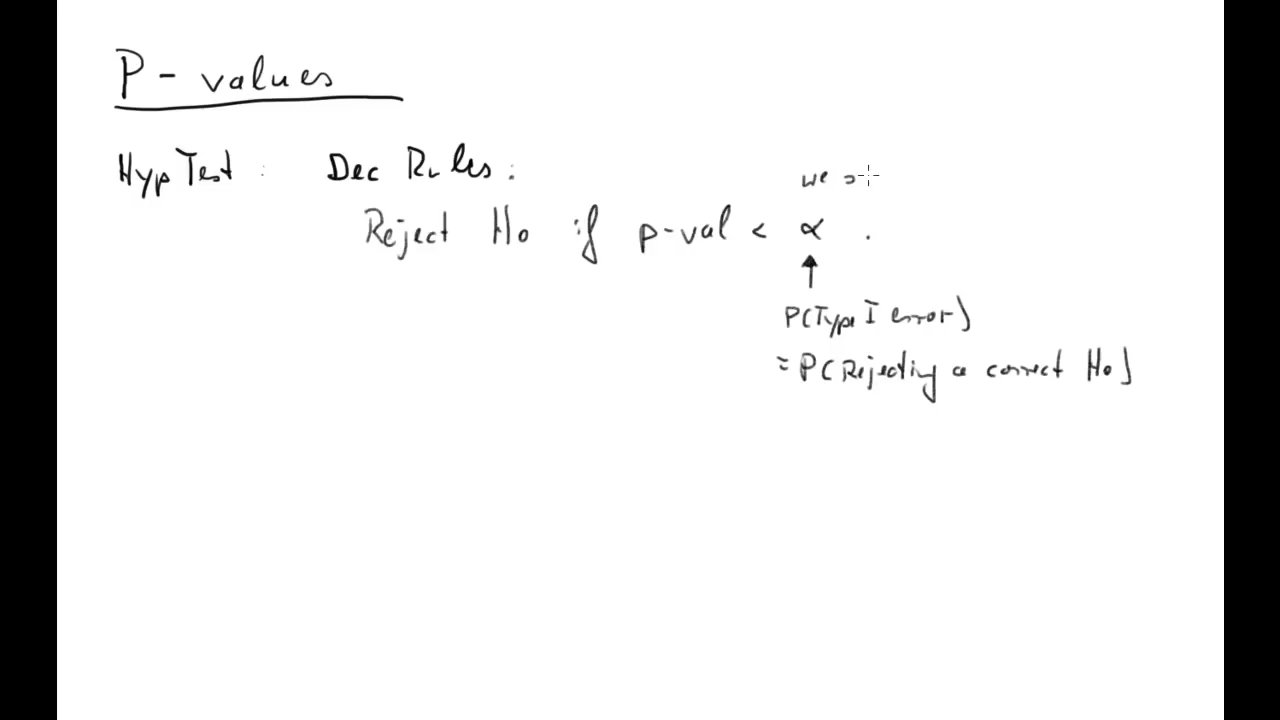 P - values
Hyp Test : Dec Rules :
we
Reject Ho if p-val < α .
P(Type I error)
= P(Rejecting a correct Ho)